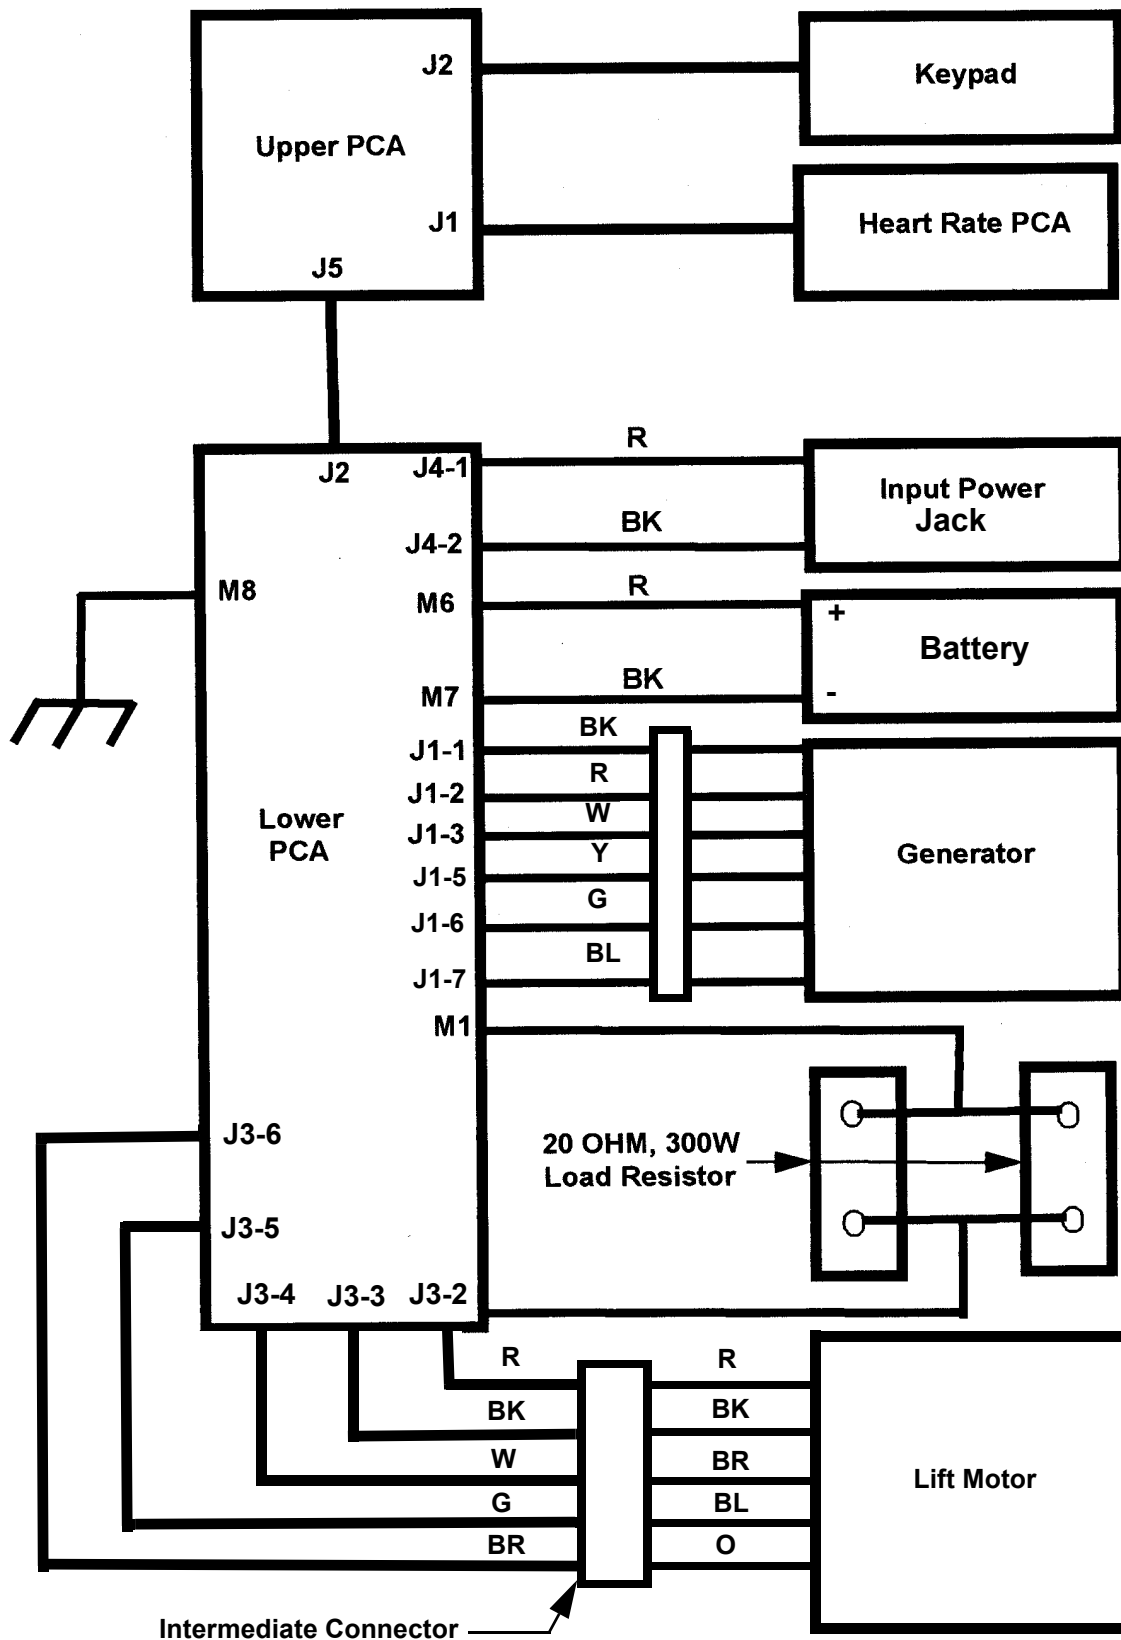 J2
Keypad
Upper PCA
J1
Heart Rate PCA
J5
J2
J4-1
R
Input Power
Jack
J4-2
BK
M8
M6
R
+
Battery
M7
BK
-
J1-1
BK
J1-2
R
Lower
PCA
J1-3
W
Generator
J1-5
Y
J1-6
G
J1-7
BL
M1
J3-6
20 OHM, 300W
Load Resistor
J3-5
J3-4
J3-3
J3-2
R
R
BK
BK
W
BR
Lift Motor
G
BL
BR
O
Intermediate Connector